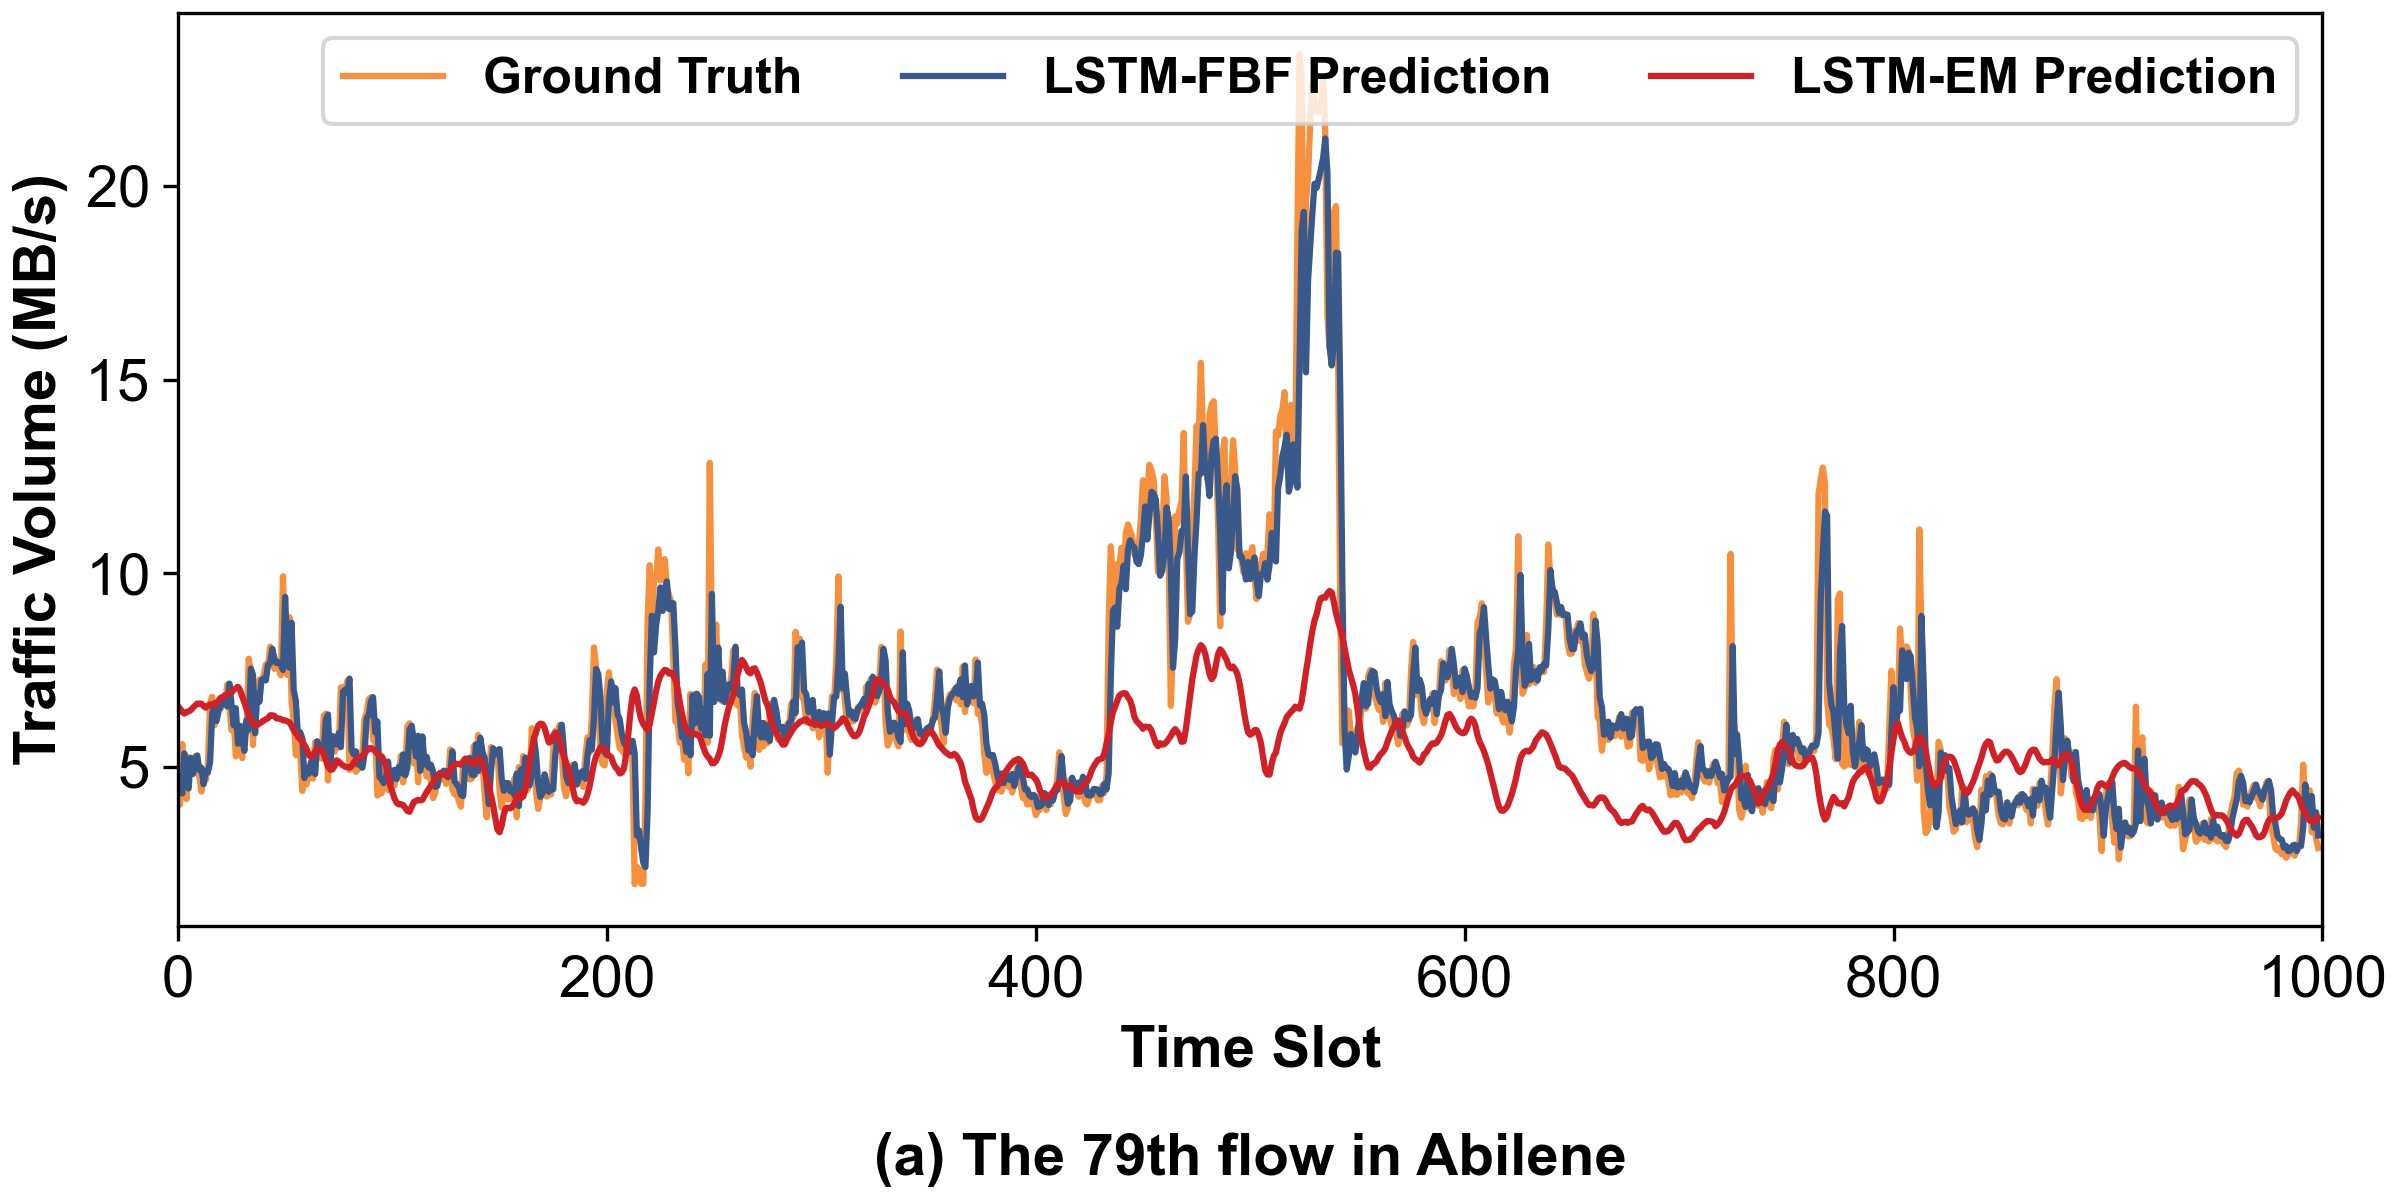 Ground Truth
LSTM-FBF Prediction
LSTM-EM Prediction
Traffic Volume (MB/s)
20
15
10
5
0
200
400
600
800
1000
Time Slot
(a) The 79th flow in Abilene